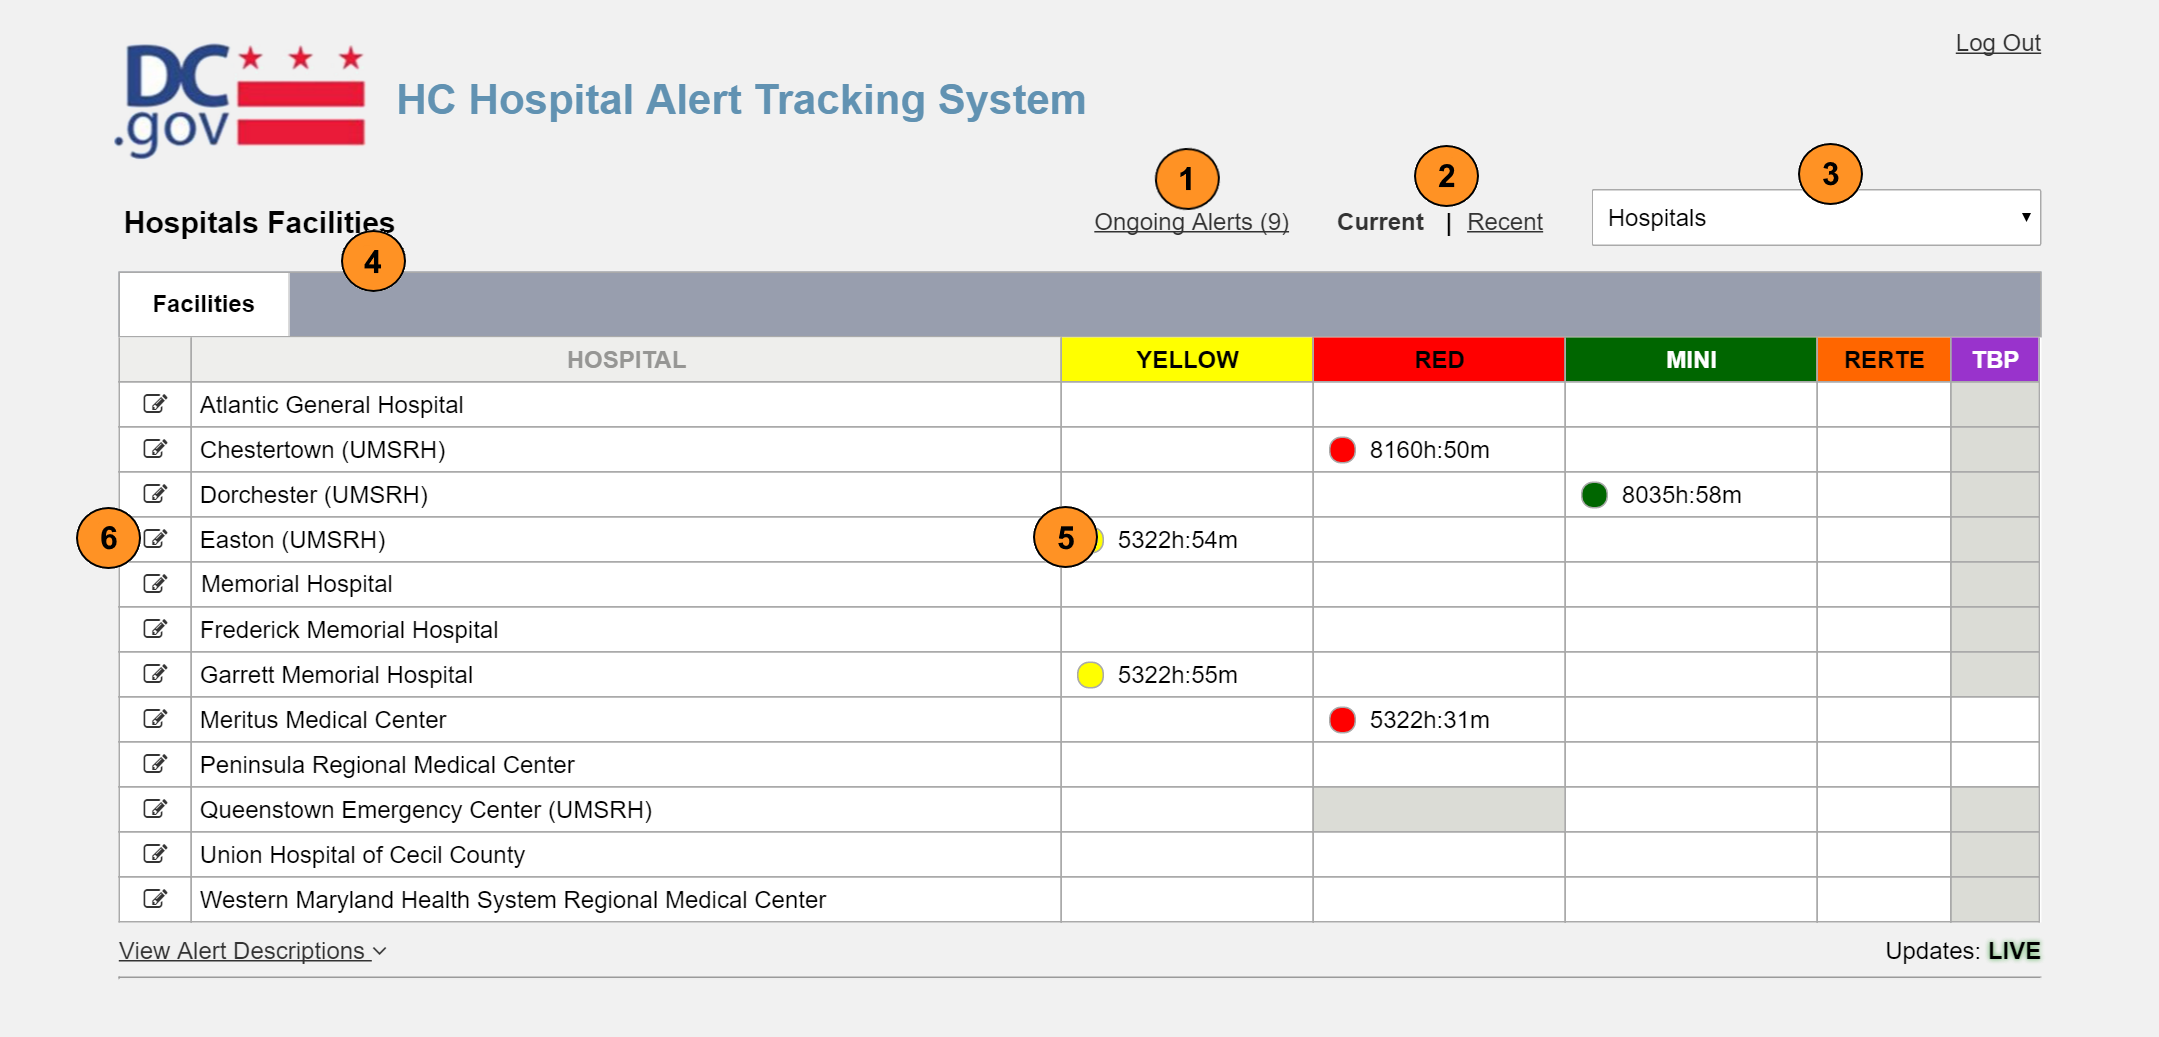 Log Out
DC
.gov
HC Hospital Alert Tracking System
1
2
3
Hospitals Facilities
Ongoing Alerts (9)
Current | Recent
Hospitals
4
Facilities
HOSPITAL YELLOW RED MINI RERTE TBP
Atlantic General Hospital
Chestertown (UMSRH) 8160h:50m
Dorchester (UMSRH) 8035h:58m
6 Easton (UMSRH) 5 5322h:54m
Memorial Hospital
Frederick Memorial Hospital
Garrett Memorial Hospital 5322h:55m
Meritus Medical Center 5322h:31m
Peninsula Regional Medical Center
Queenstown Emergency Center (UMSRH)
Union Hospital of Cecil County
Western Maryland Health System Regional Medical Center
View Alert Descriptions
Updates: LIVE